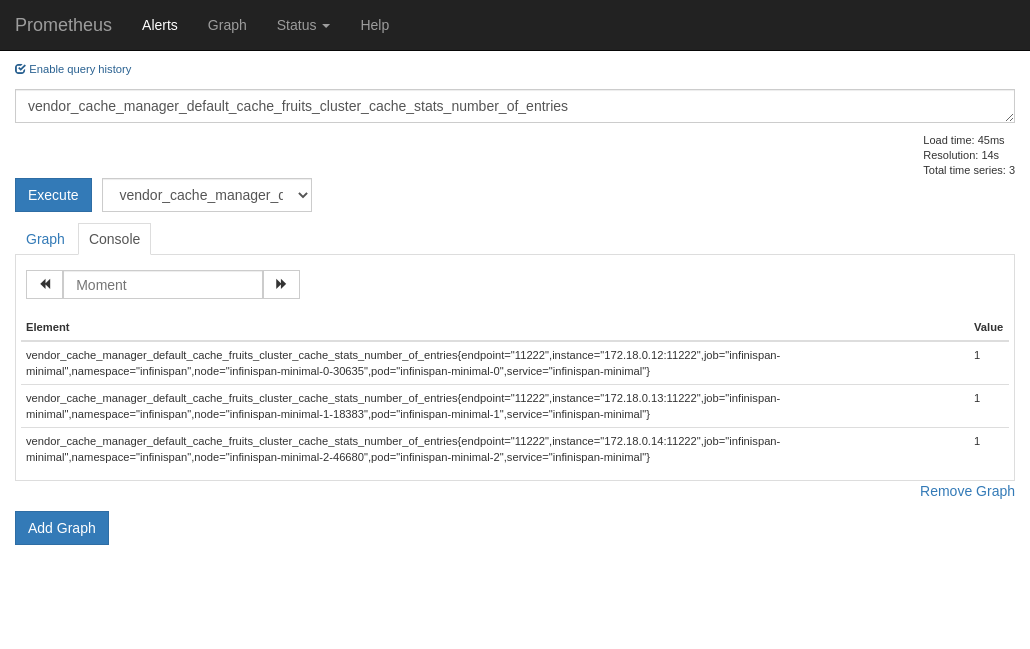 Prometheus Alerts Graph Status Help
Enable query history
vendor_cache_manager_default_cache_fruits_cluster_cache_stats_number_of_entries
Load time: 45ms
Resolution: 14s
Total time series: 3
Execute vendor_cache_manager_c
Graph Console
Moment
Element Value
vendor_cache_manager_default_cache_fruits_cluster_cache_stats_number_of_entries{endpoint="11222",instance="172.18.0.12:11222",job="infinispan- 1
minimal",namespace="infinispan",node="infinispan-minimal-0-30635",pod="infinispan-minimal-0",service="infinispan-minimal"}
vendor_cache_manager_default_cache_fruits_cluster_cache_stats_number_of_entries{endpoint="11222",instance="172.18.0.13:11222",job="infinispan- 1
minimal",namespace="infinispan",node="infinispan-minimal-1-18383",pod="infinispan-minimal-1",service="infinispan-minimal"}
vendor_cache_manager_default_cache_fruits_cluster_cache_stats_number_of_entries{endpoint="11222",instance="172.18.0.14:11222",job="infinispan- 1
minimal",namespace="infinispan",node="infinispan-minimal-2-46680",pod="infinispan-minimal-2",service="infinispan-minimal"}
Remove Graph
Add Graph